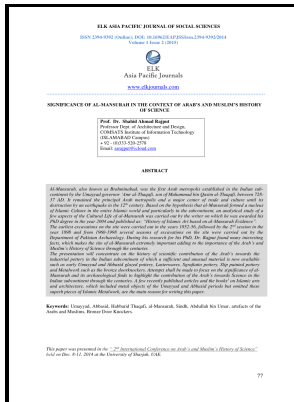 ELK ASIA PACIFIC JOURNAL OF SOCIAL SCIENCES
ISSN 2394-9392 (Online); DOI: 10.16962/EAPJSS/issn.2394-9392/2014
Volume 1 Issue 2 (2015)
ELK
Asia Pacific Journals
www.elkjournals.com
SIGNIFICANCE OF AL-MANSURAH IN THE CONTEXT OF ARAB'S AND MUSLIM'S HISTORY
OF SCIENCE
Prof. Dr. Shahid Ahmad Rajput
Professor Dept. of Architecture and Design,
COMSATS Institute of Information Technology
(ISLAMABAD Campus)
+ 92 - (0)333-520-2578
Email:
ABSTRACT
Al-Mansurah, also known as Brahminabad, was the first Arab metropolis established in the Indian sub-
continent by the Umayyad governor 'Omr al-Thaqafi, son of Mohammad bin Qasim al-Thaqafi, between 728-
37 AD. It remained the principal Arab metropolis and a major center of trade and culture until its
destruction by an earthquake in the 12th century. Based on the hypothesis that al-Mansurah formed a nucleus
of Islamic Culture in the entire Islamic world and particularly in the subcontinent, an analytical study of a
few aspects of the Cultural life of al-Mansurah was carried out by the writer on which he was awarded his
PhD degree in the year 2004 and published as: "History of Islamic Art based on al-Mansurah Evidence".
The earliest excavations on the site were carried out in the years 1852-56, followed by the 2nd session in the
year 1898 and from 1960-1998 several seasons of excavations on the site were carried out by the
Department of Pakistan Archaeology. During his research for his PhD. Dr. Rajput found many interesting
facts, which makes the site of al-Mansurah extremely important adding to the importance of the Arab's and
Muslim's History of Science through the centuries.
The presentation will concentrate on the history of scientific contribution of the Arab's towards the
industrial pottery in the Indian subcontinent of which a sufficient and unusual material is now available
such as early Umayyad and Abbasid glazed pottery, Lusterwares, Sgraffiato pottery, Slip painted pottery
and Metalwork such as the bronze doorknockers. Attempts shall be made to focus on the significance of al-
Mansurah and its archaeological finds to highlight the contribution of the Arab's towards Science in the
Indian subcontinent through the centuries. A few recently published articles and the books' on Islamic arts
and architecture, which included metal objects of the Umayyad and Abbasid periods but omitted these
superb pieces of Islamic Metalwork, are the main reason for writing this paper.
Keywords: Umayyad, Abbasid, Habbarid Thaqafi, al-Mansurah, Sindh, Abdullah bin Umar, artefacts of the
Arabs and Muslims, Bronze Door Knockers.
This paper was presented in the "2nd International Conference on Arab's and Muslim's History of Science"
held on Dec. 8-11, 2014 at the University of Sharjah, UAE.
77